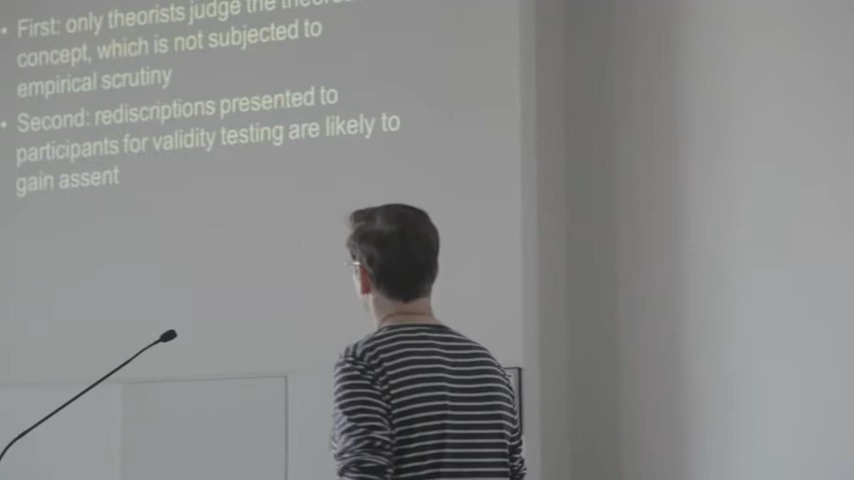 • First: only theorists judge the
concept, which is not subjected to
empirical scrutiny
• Second: rediscriptions presented to
participants for validity testing are likely to
gain assent